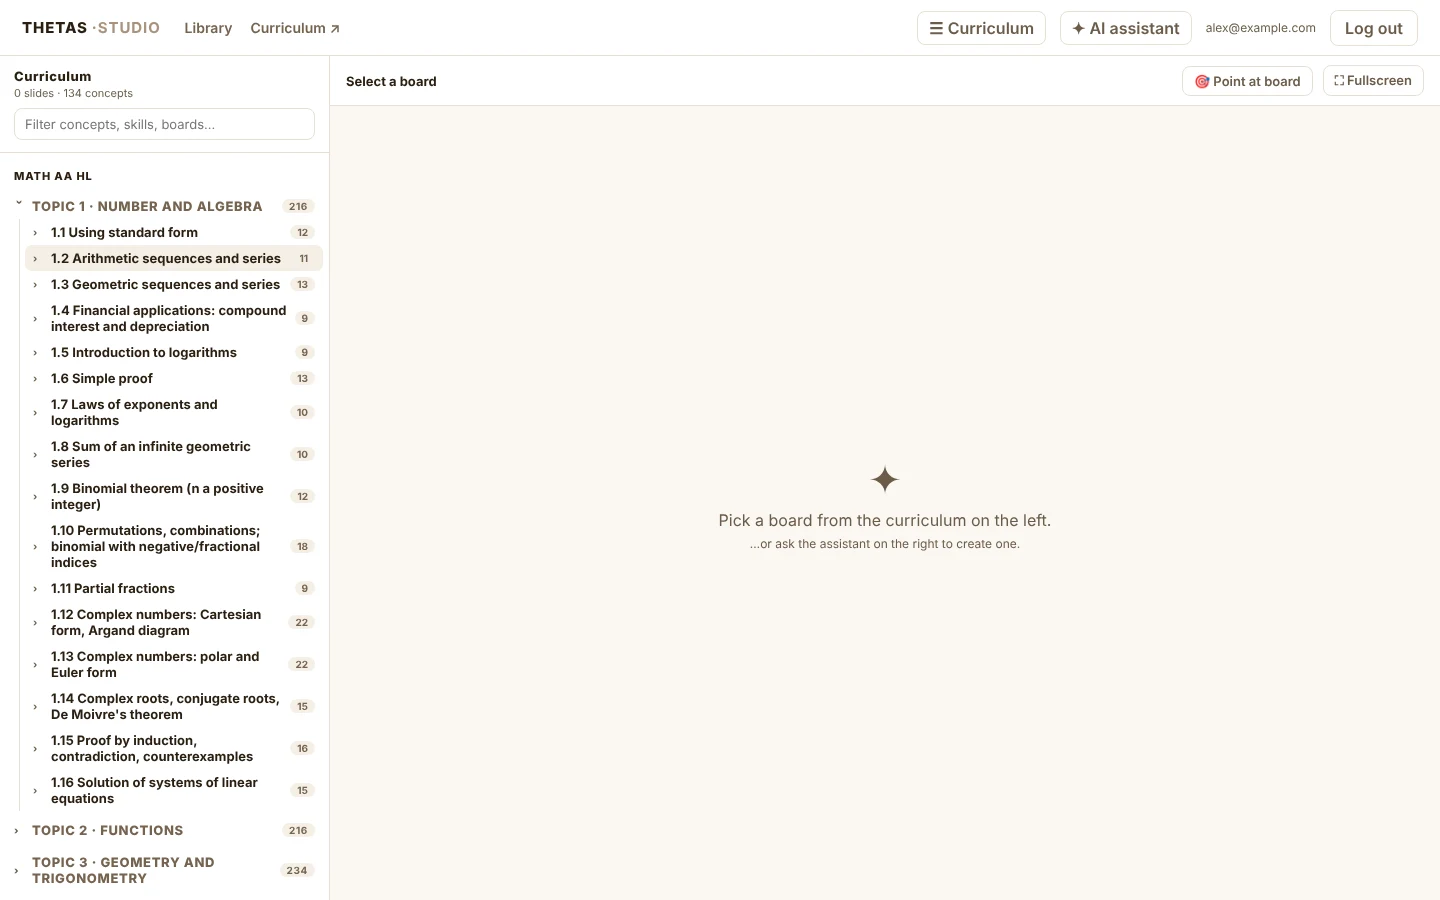 THETAS ·STUDIO
Library
Curriculum ↗
☰ Curriculum
✦ AI assistant
alex@example.com
Log out
Curriculum
0 slides · 134 concepts
Filter concepts, skills, boards...
Select a board
🎯 Point at board
⛶ Fullscreen
MATH AA HL
TOPIC 1 · NUMBER AND ALGEBRA 216
1.1 Using standard form 12
1.2 Arithmetic sequences and series 11
1.3 Geometric sequences and series 13
1.4 Financial applications: compound
interest and depreciation 9
1.5 Introduction to logarithms 9
1.6 Simple proof 13
1.7 Laws of exponents and
logarithms 10
1.8 Sum of an infinite geometric
series 10
1.9 Binomial theorem (n a positive
integer) 12
1.10 Permutations, combinations;
binomial with negative/fractional 18
indices
1.11 Partial fractions 9
1.12 Complex numbers: Cartesian
form, Argand diagram 22
1.13 Complex numbers: polar and
Euler form 22
1.14 Complex roots, conjugate roots,
De Moivre's theorem 15
1.15 Proof by induction,
contradiction, counterexamples 16
1.16 Solution of systems of linear
equations 15
TOPIC 2 · FUNCTIONS 216
TOPIC 3 · GEOMETRY AND
TRIGONOMETRY 234
✦
Pick a board from the curriculum on the left.
...or ask the assistant on the right to create one.